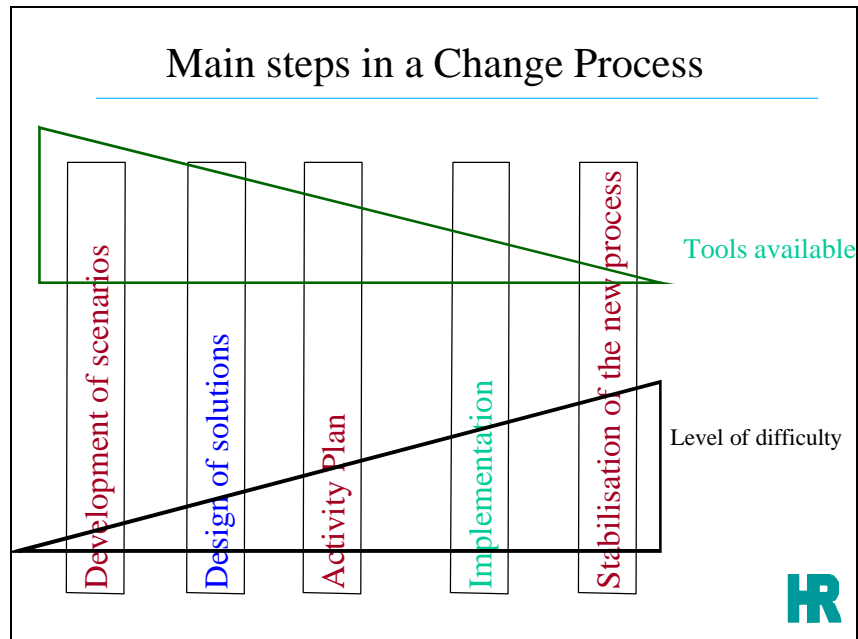 Main steps in a Change Process
Tools available
Development of scenarios
Design of solutions
Activity Plan
Implementation
Stabilisation of the new process
Level of difficulty
HR